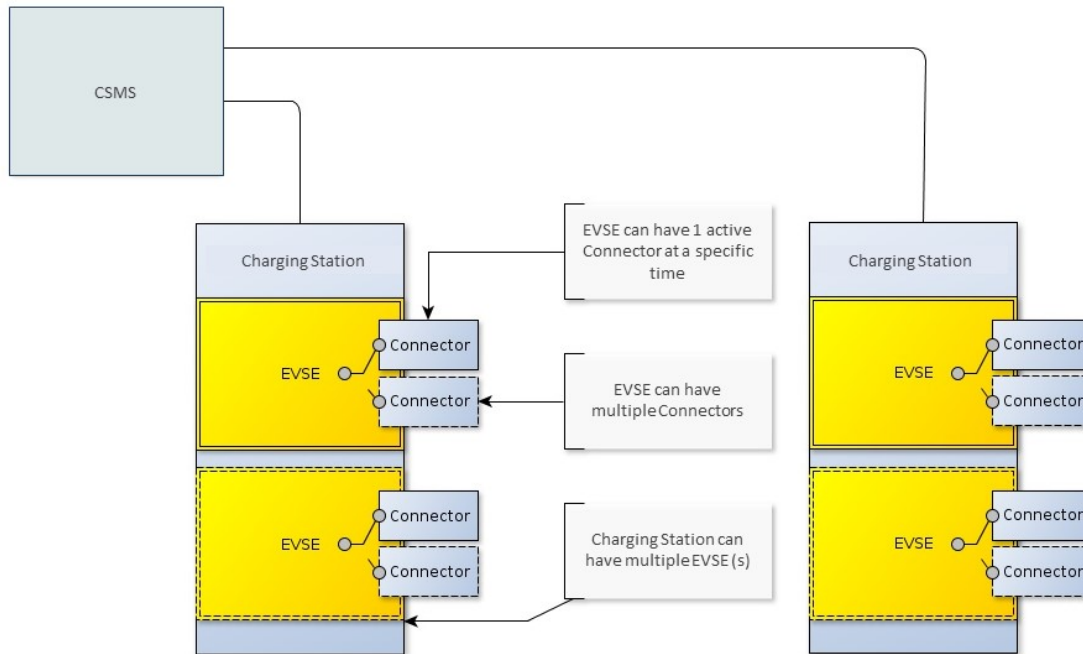 CSMS
Charging Station
EVSE can have 1 active
Connector at a specific
time
Charging Station
EVSE
Connector
Connector
EVSE can have
multiple Connectors
EVSE
Connector
Connector
EVSE
Connector
Connector
Charging Station can
have multiple EVSE (s)
EVSE
Connector
Connector